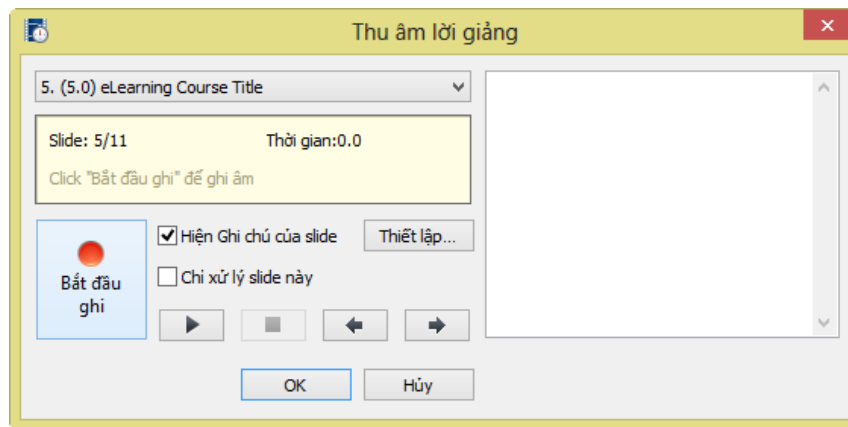 Thu âm lời giảng
5. (5.0) eLearning Course Title
Slide: 5/11 Thời gian:0.0
Click "Bắt đầu ghi" để ghi âm
Bắt đầu
ghi
Hiện Ghi chú của slide Thiết lập...
Chỉ xử lý slide này
OK Hủy